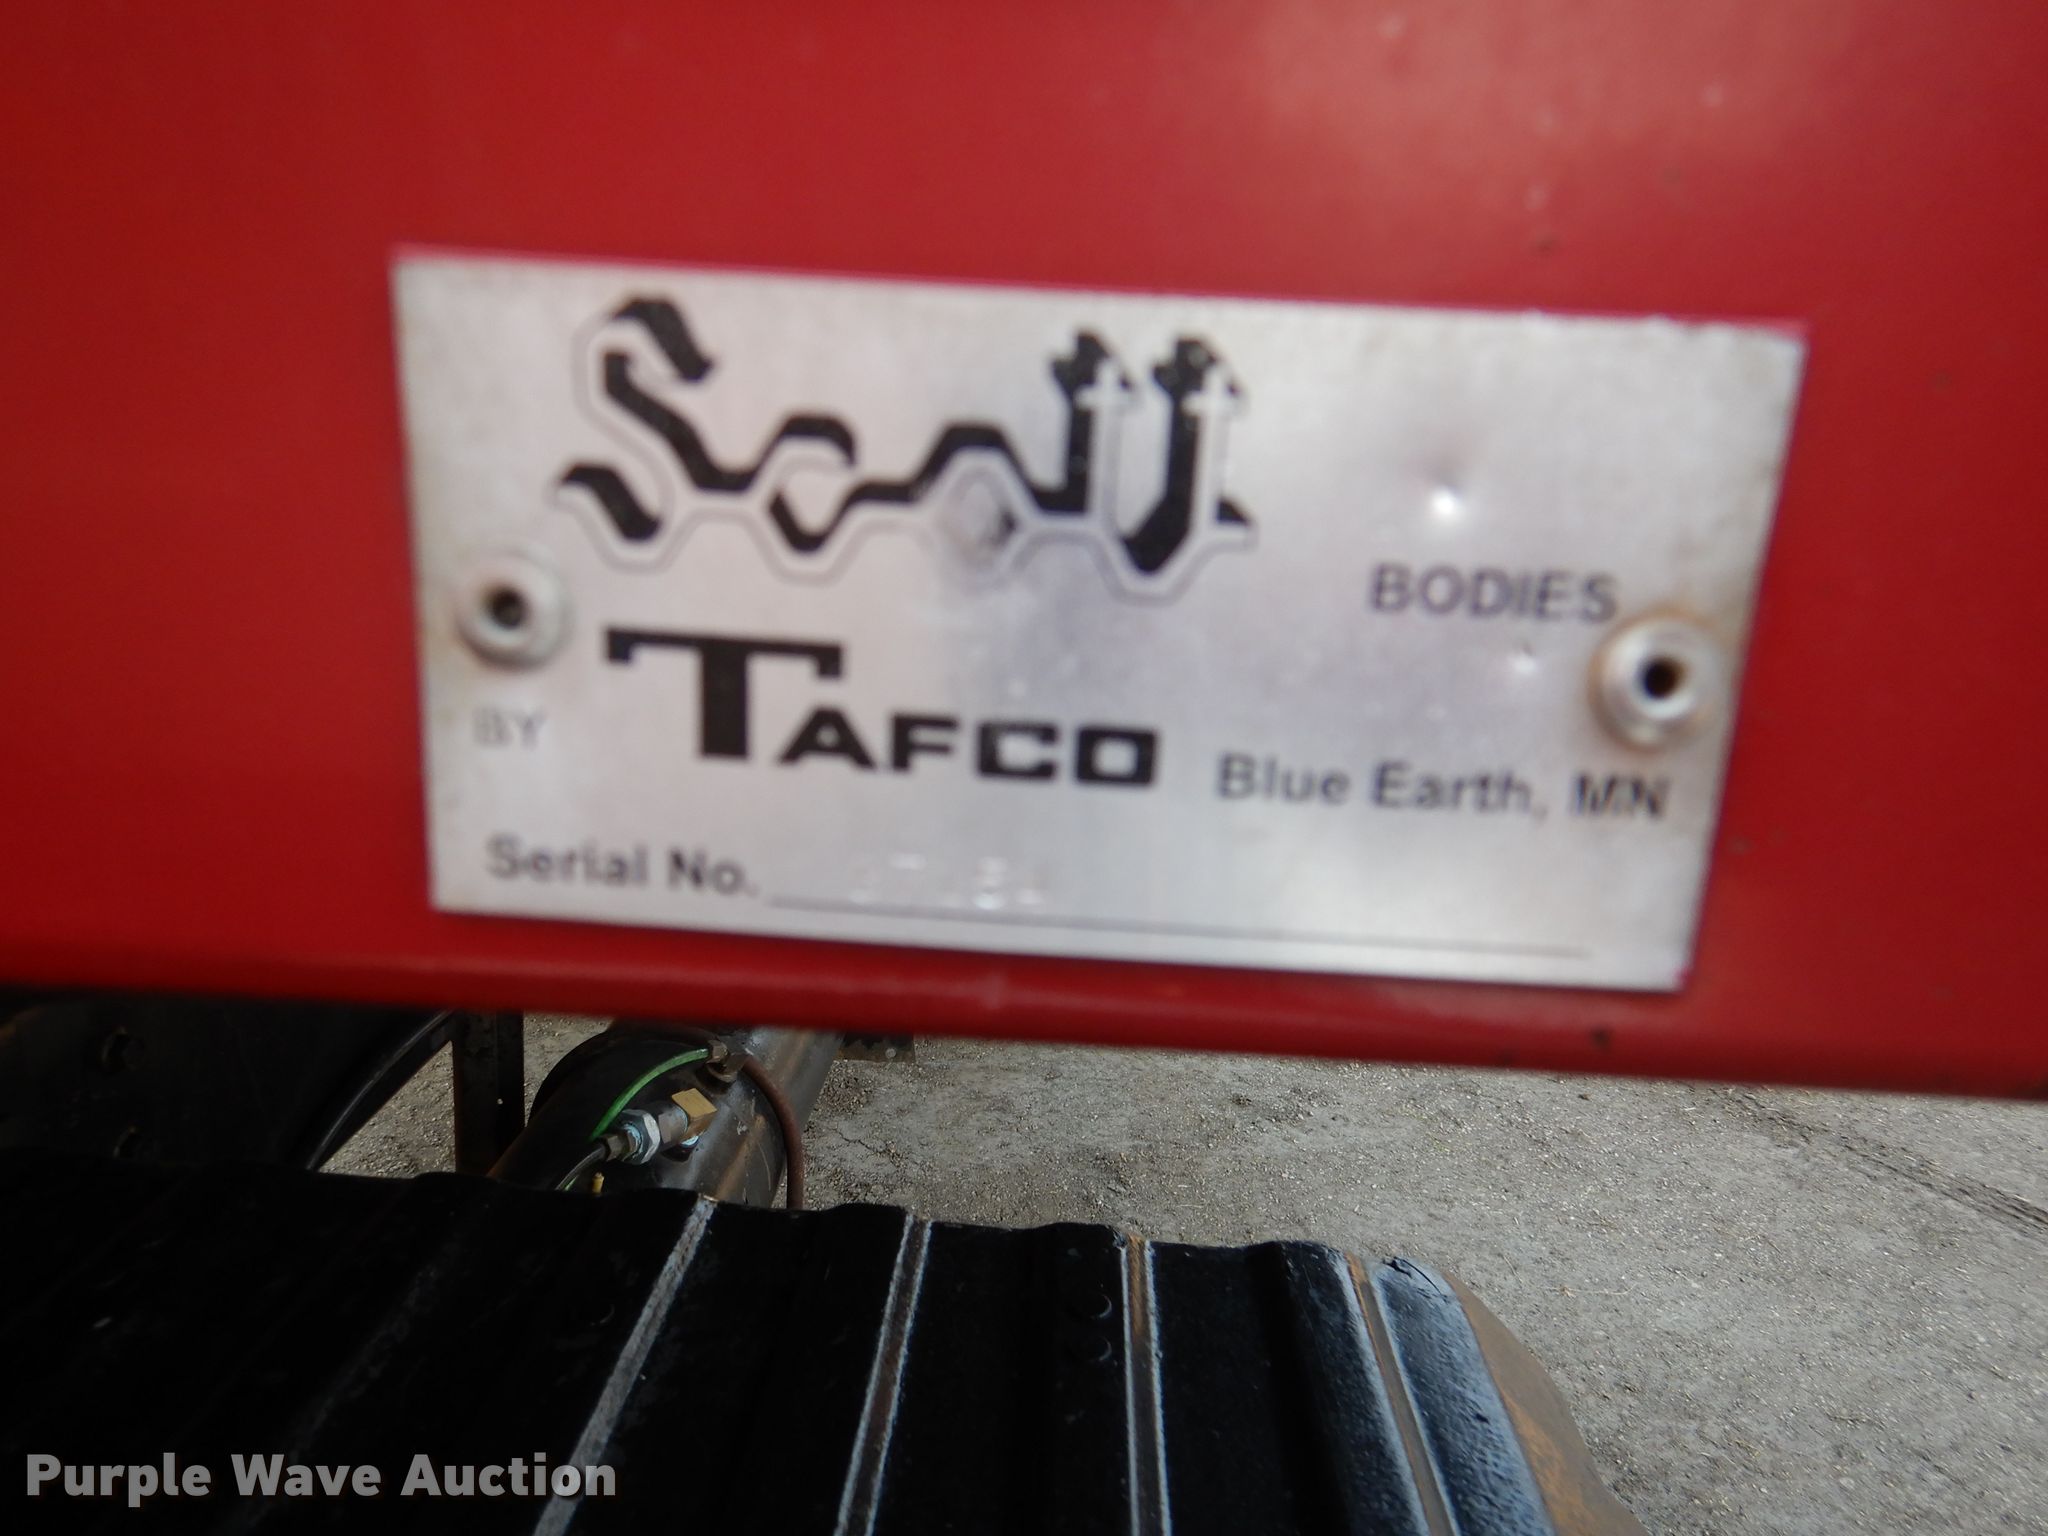 Scott
BODIES
BY TAFCO Blue Earth, MN
Serial No.
Purple Wave Auction